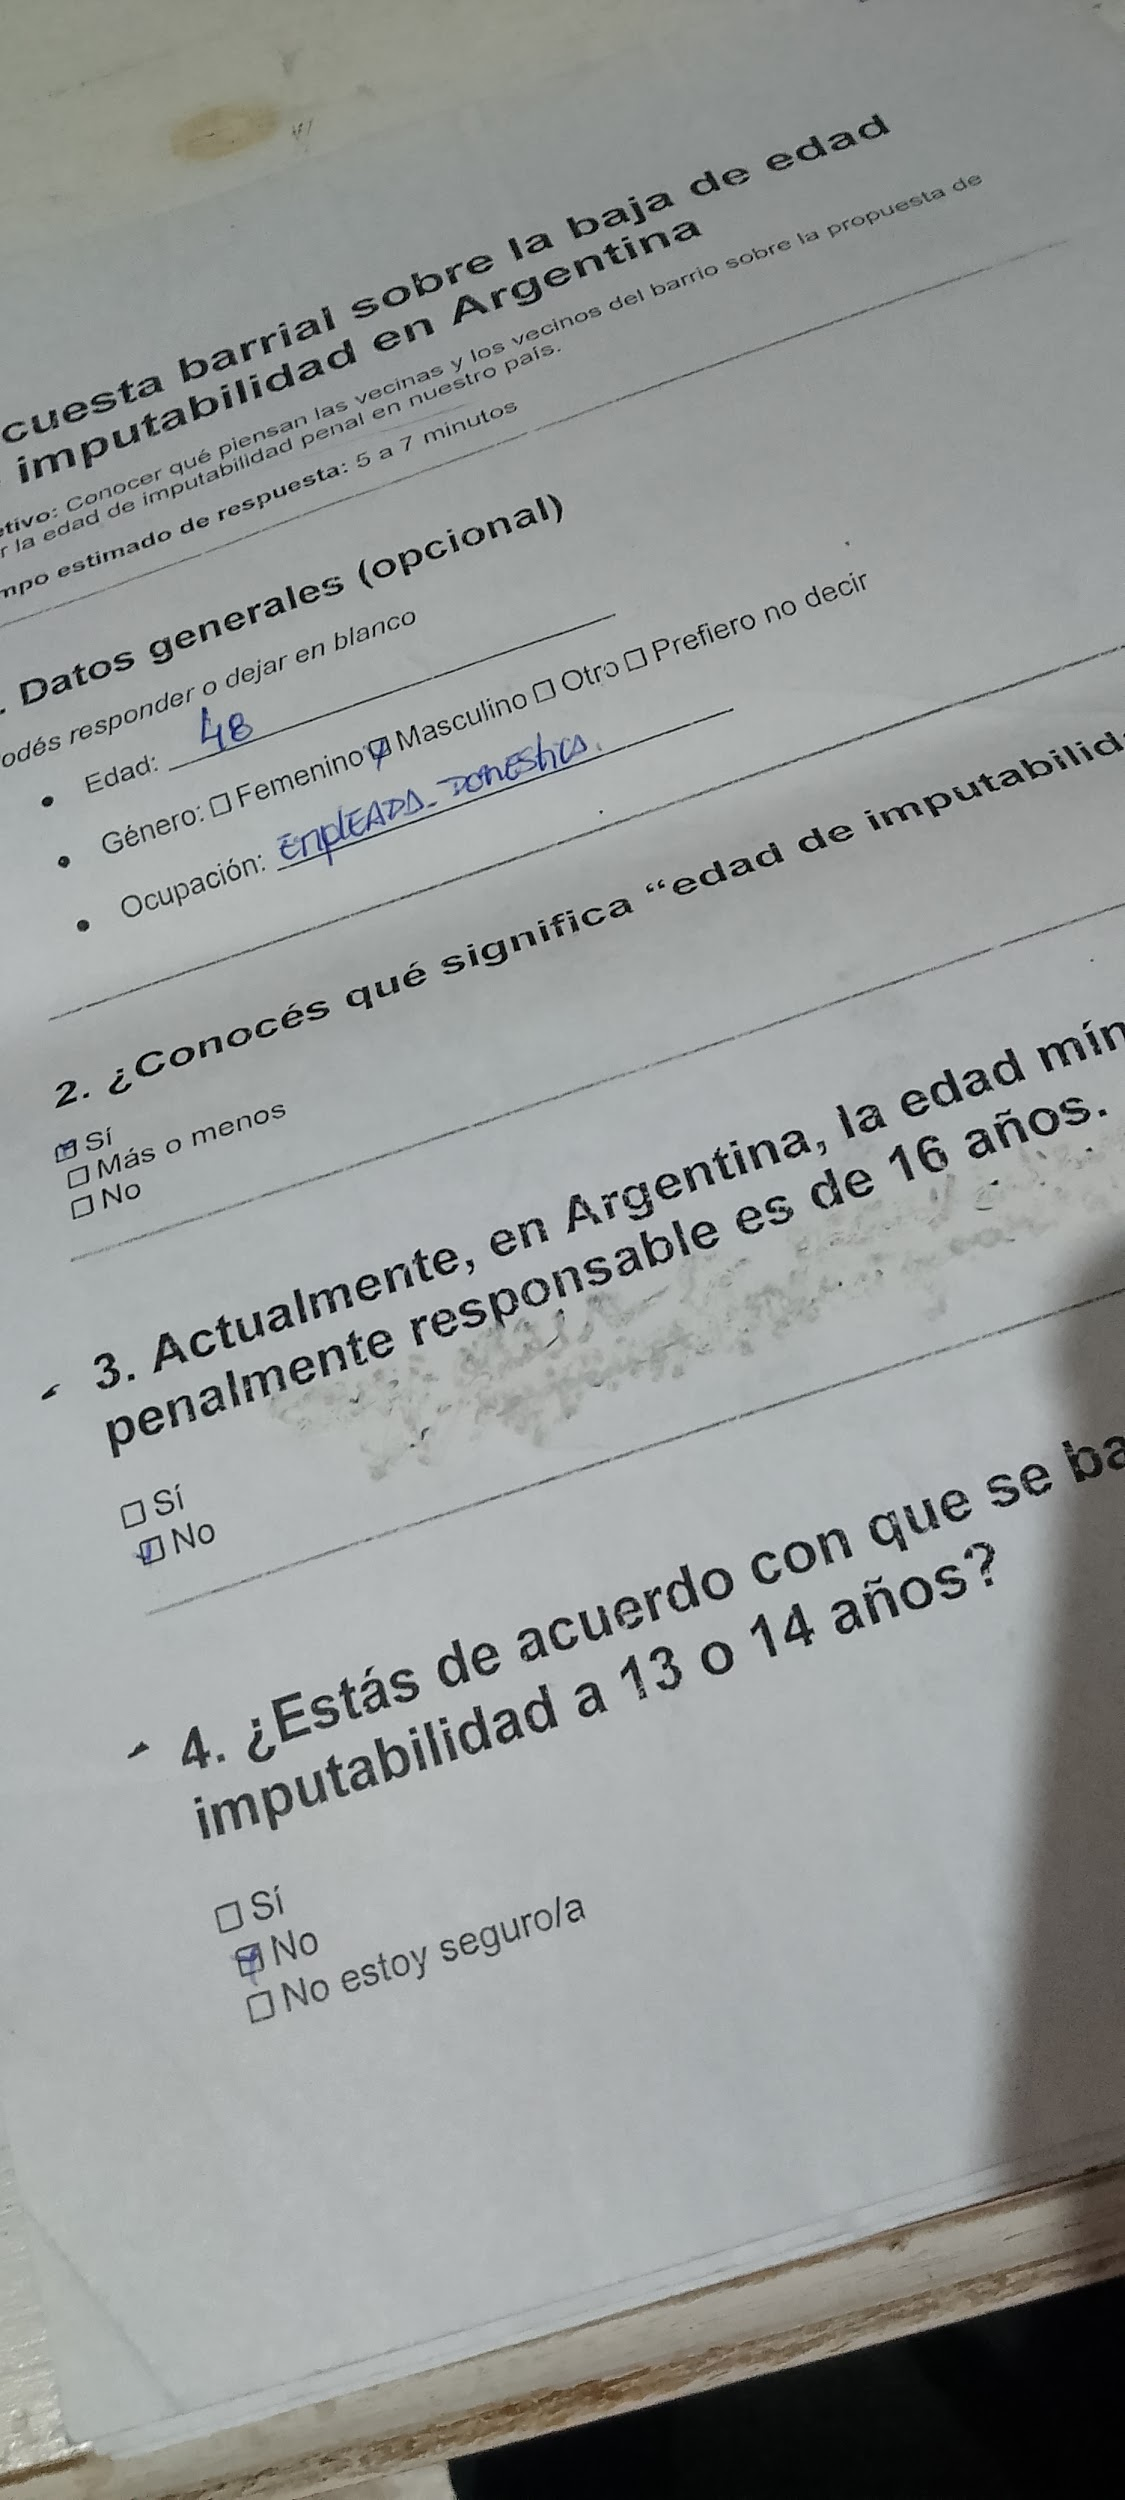 cuesta barrial sobre la baja de edad
imputabilidad en Argentina
etivo: Conocer qué piensan las vecinas y los vecinos del barrio sobre la propuesta de
r la edad de imputabilidad penal en nuestro país.
mpo estimado de respuesta: 5 a 7 minutos
. Datos generales (opcional)
odés responder o dejar en blanco
• Edad: 48
• Género: ☐ Femenino ☑ Masculino ☐ Otro ☐ Prefiero no decir
• Ocupación: EmplEADA - DOMEStica.
2. ¿Conocés qué significa “edad de imputabilid
☑ Sí
☐ Más o menos
☐ No
3. Actualmente, en Argentina, la edad mín
penalmente responsable es de 16 años.
☐ Sí
☑ No
4. ¿Estás de acuerdo con que se ba
imputabilidad a 13 o 14 años?
☐ Sí
☑ No
☐ No estoy seguro/a